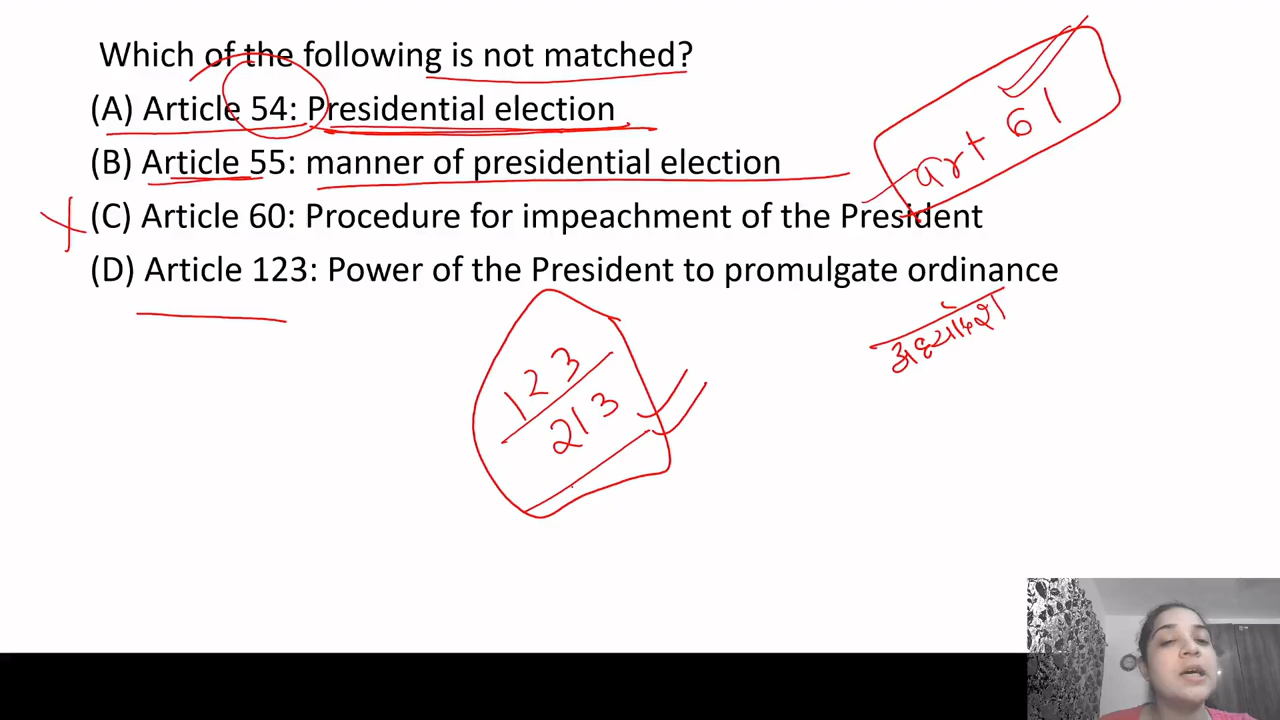 Which of the following is not matched?
(A) Article 54: Presidential election
(B) Article 55: manner of presidential election
(C) Article 60: Procedure for impeachment of the President
(D) Article 123: Power of the President to promulgate ordinance
art 61
123
213
अध्यादेश